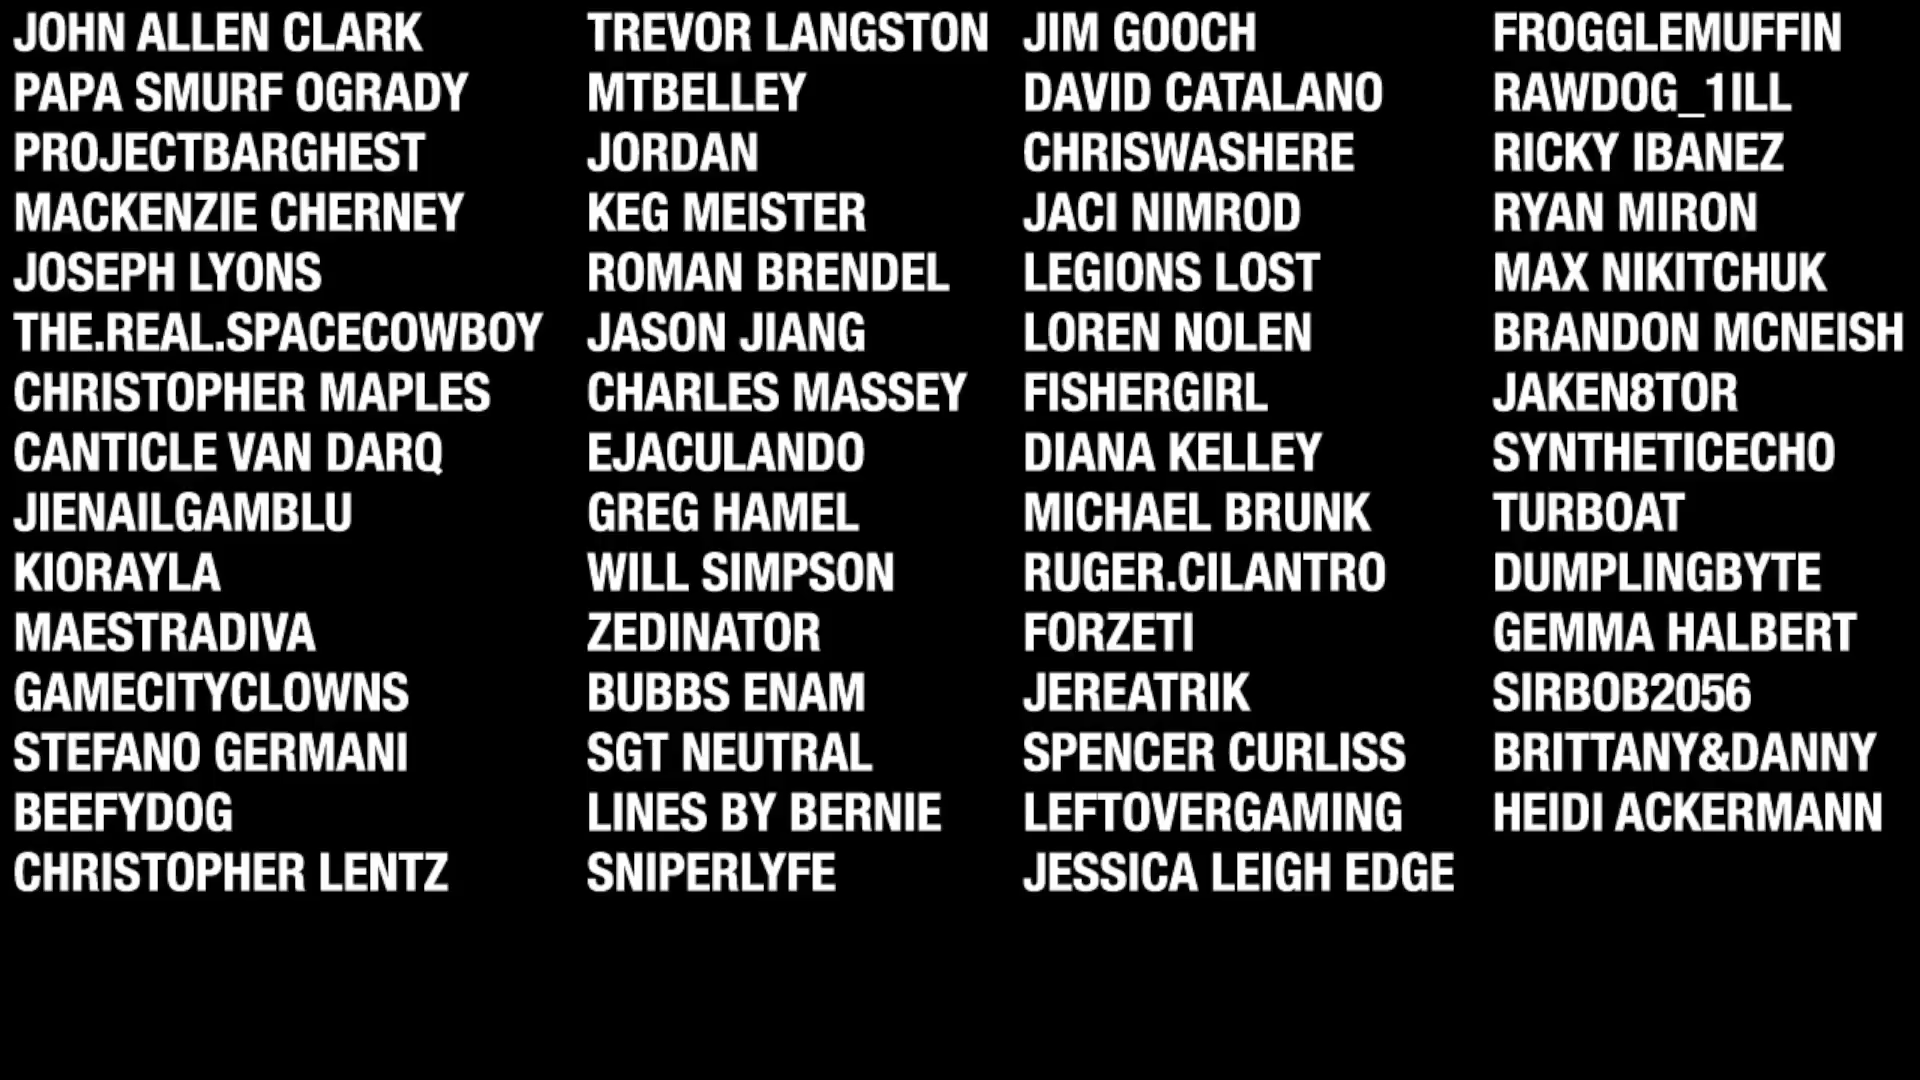 JOHN ALLEN CLARK
PAPA SMURF OGRADY
PROJECTBARGHEST
MACKENZIE CHERNEY
JOSEPH LYONS
THE.REAL.SPACECOWBOY
CHRISTOPHER MAPLES
CANTICLE VAN DARQ
JIENAILGAMBLU
KIORAYLA
MAESTRADIVA
GAMECITYCLOWNS
STEFANO GERMANI
BEEFYDOG
CHRISTOPHER LENTZ
TREVOR LANGSTON
MTBELLEY
JORDAN
KEG MEISTER
ROMAN BRENDEL
JASON JIANG
CHARLES MASSEY
EJACULANDO
GREG HAMEL
WILL SIMPSON
ZEDINATOR
BUBBS ENAM
SGT NEUTRAL
LINES BY BERNIE
SNIPERLYFE
JIM GOOCH
DAVID CATALANO
CHRISWASHERE
JACI NIMROD
LEGIONS LOST
LOREN NOLEN
FISHERGIRL
DIANA KELLEY
MICHAEL BRUNK
RUGER.CILANTRO
FORZETI
JEREATRIK
SPENCER CURLISS
LEFTOVERGAMING
JESSICA LEIGH EDGE
FROGGLEMUFFIN
RAWDOG_1ILL
RICKY IBANEZ
RYAN MIRON
MAX NIKITCHUK
BRANDON MCNEISH
JAKEN8TOR
SYNTHETICECHO
TURBOAT
DUMPLINGBYTE
GEMMA HALBERT
SIRBOB2056
BRITTANY&DANNY
HEIDI ACKERMANN